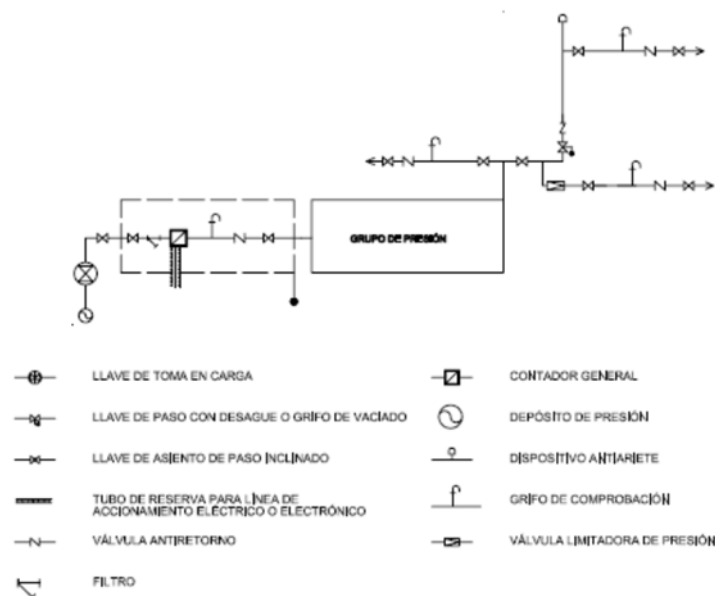 GRUPO DE PRESIÓN
LLAVE DE TOMA EN CARGA
CONTADOR GENERAL
LLAVE DE PASO CON DESAGUE O GRIFO DE VACIADO
DEPÓSITO DE PRESIÓN
LLAVE DE ASIENTO DE PASO INCLINADO
DISPOSITIVO ANTIARIETE
TUBO DE RESERVA PARA LÍNEA DE
ACCIONAMIENTO ELÉCTRICO O ELECTRÓNICO
GRIFO DE COMPROBACIÓN
VÁLVULA ANTIRETORNO
VÁLVULA LIMITADORA DE PRESIÓN
FILTRO